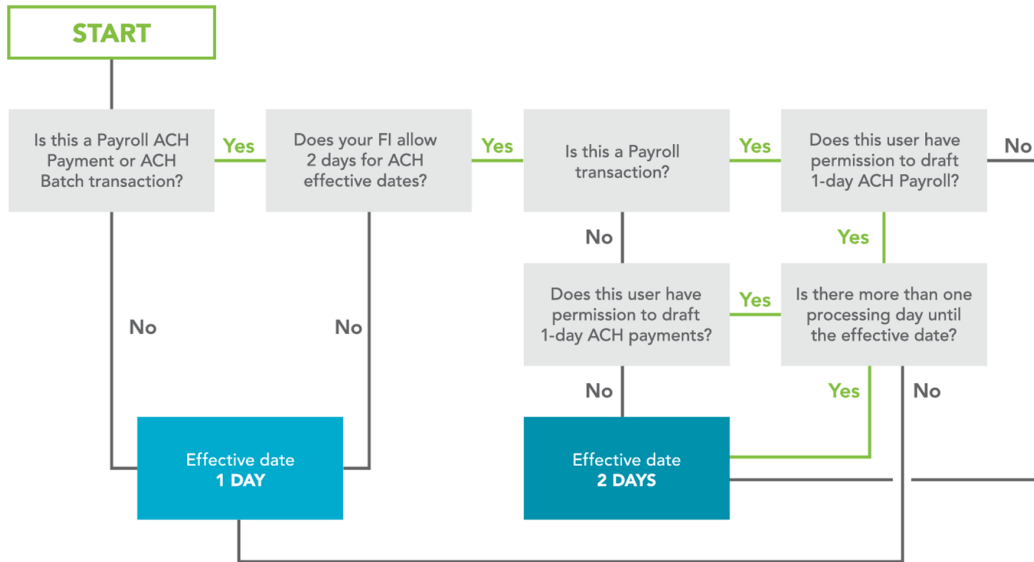 START
Is this a Payroll ACH
Payment or ACH
Batch transaction?
Yes
Does your FI allow
2 days for ACH
effective dates?
Yes
Is this a Payroll
transaction?
Yes
Does this user have
permission to draft
1-day ACH Payroll?
No
No
Yes
Does this user have
permission to draft
1-day ACH payments?
Yes
Is there more than one
processing day until
the effective date?
No
No
No
Yes
No
Effective date
1 DAY
Effective date
2 DAYS